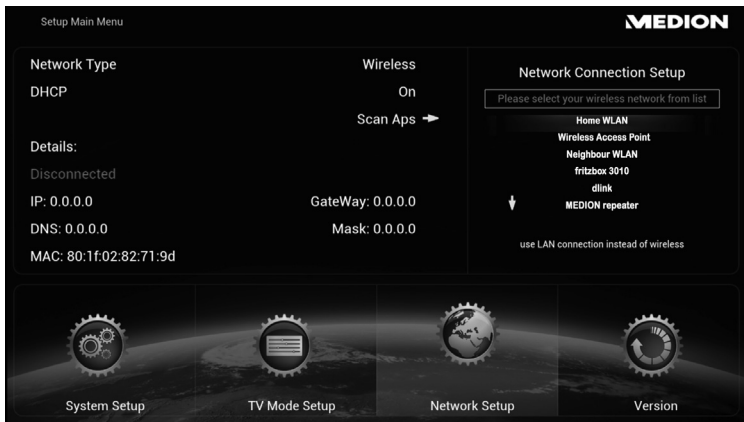 Setup Main Menu
MEDION
Network Type Wireless
DHCP On
Scan Aps
Details:
Disconnected
IP: 0.0.0.0 GateWay: 0.0.0.0
DNS: 0.0.0.0 Mask: 0.0.0.0
MAC: 80:1f:02:82:71:9d
Network Connection Setup
Please select your wireless network from list
Home WLAN
Wireless Access Point
Neighbour WLAN
fritzbox 3010
dlink
MEDION repeater
use LAN connection instead of wireless
System Setup TV Mode Setup Network Setup Version